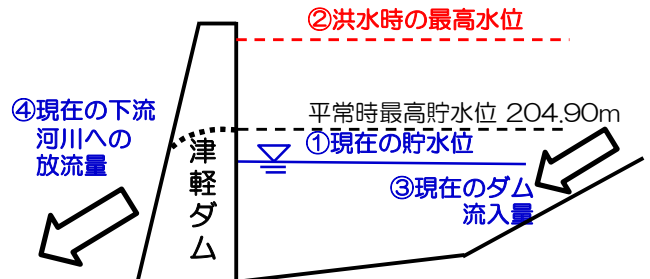 ②洪水時の最高水位
④現在の下流
河川への
放流量
平常時最高貯水位 204.90m
①現在の貯水位
津軽ダム
③現在のダム
流入量